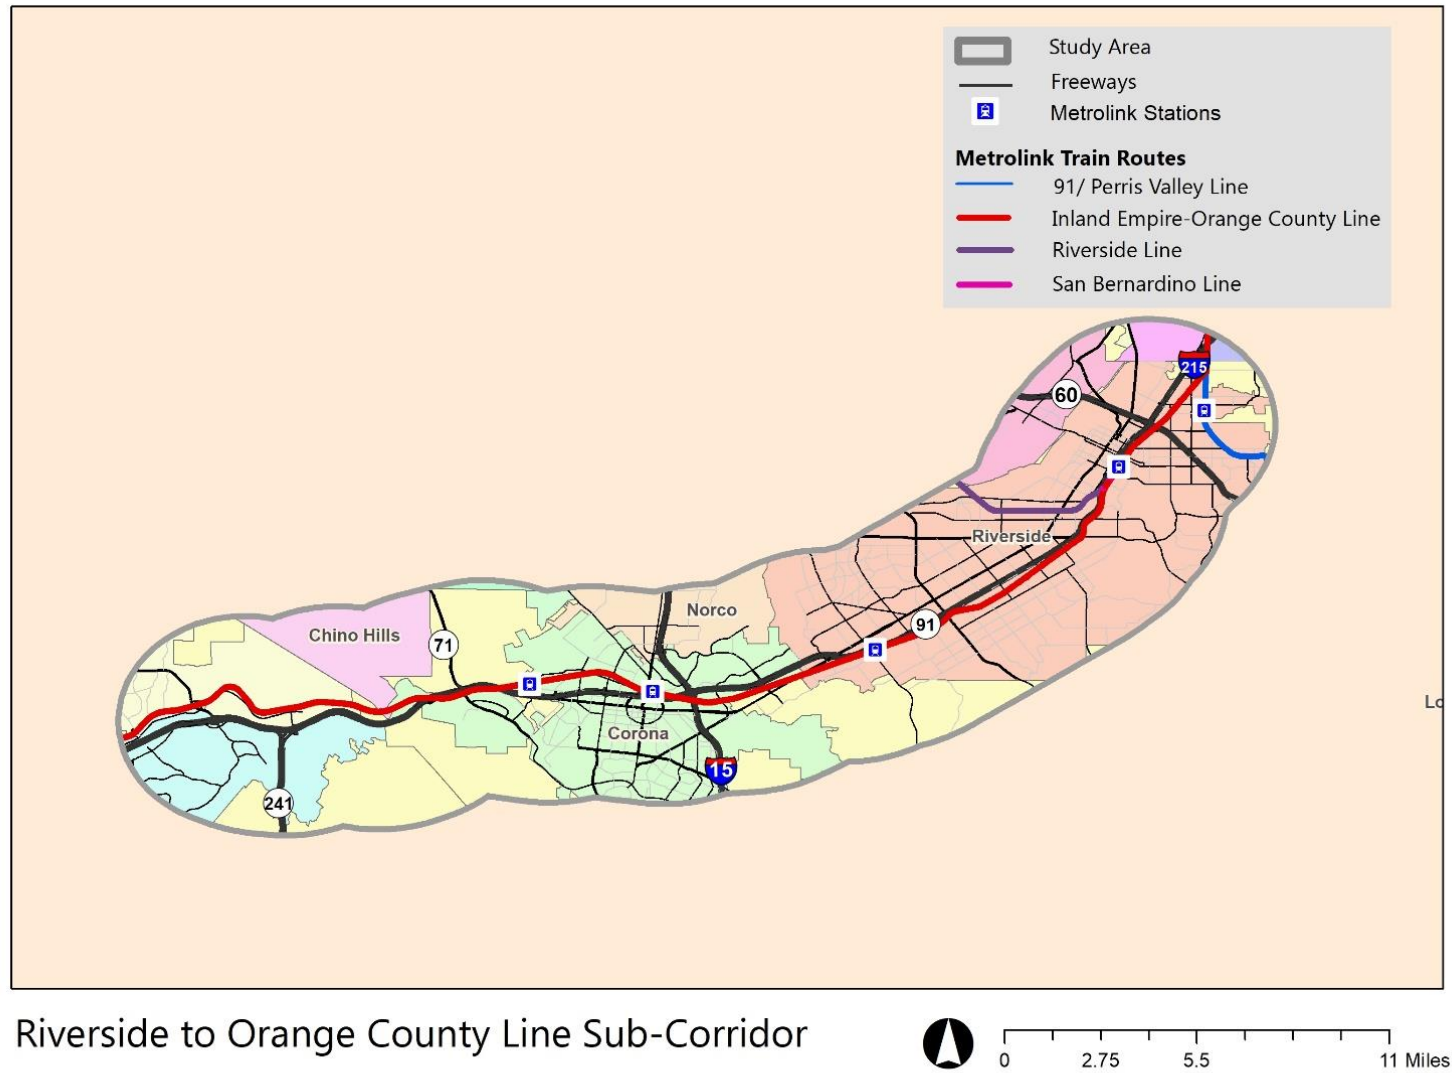 Study Area
Freeways
Metrolink Stations
Metrolink Train Routes
91/ Perris Valley Line
Inland Empire-Orange County Line
Riverside Line
San Bernardino Line
215
60
Riverside
Norco
91
Chino Hills
71
Lo
Corona
15
241
Riverside to Orange County Line Sub-Corridor
0 2.75 5.5 11 Miles